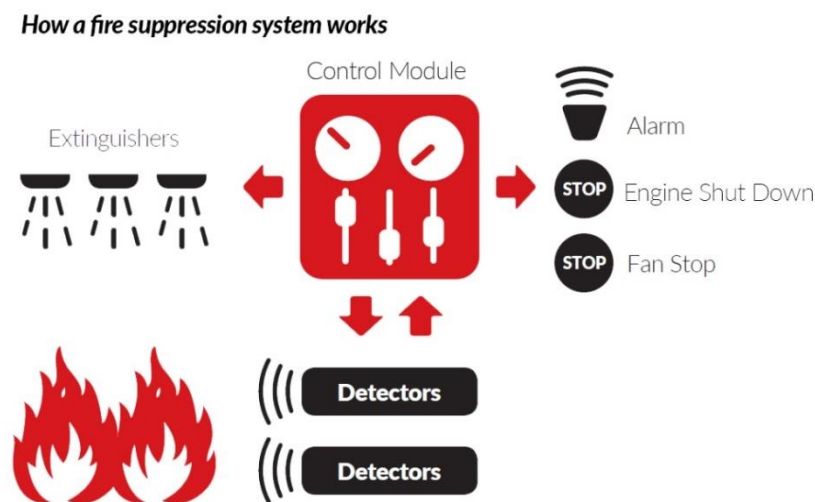 How a fire suppression system works
Control Module
Extinguishers
Alarm
STOP Engine Shut Down
STOP Fan Stop
Detectors
Detectors